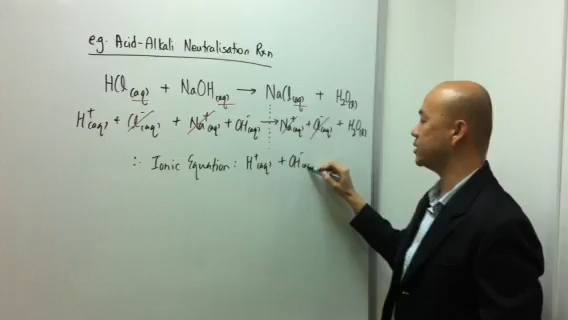 eg. Acid-Alkali Neutralisation Rxn
HCl(aq) + NaOH(aq) → NaCl(aq) + H2O(l)
H+(aq) + Cl-(aq) + Na+(aq) + OH-(aq) → Na+(aq) + Cl-(aq) + H2O(l)
∴ Ionic Equation: H+(aq) + OH-(aq